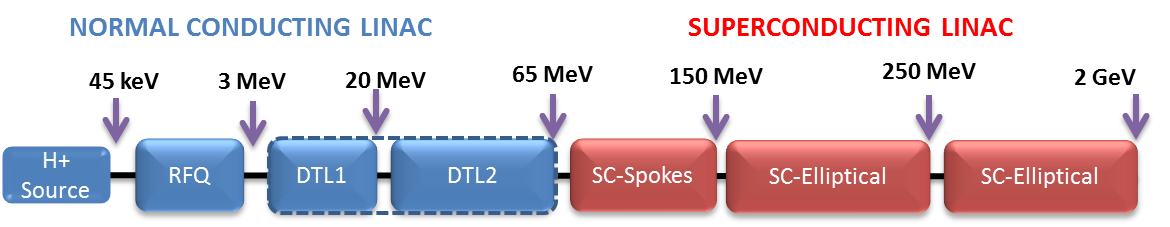 NORMAL CONDUCTING LINAC
SUPERCONDUCTING LINAC
45 keV
3 MeV
20 MeV
65 MeV
150 MeV
250 MeV
2 GeV
H+
Source
RFQ
DTL1
DTL2
SC-Spokes
SC-Elliptical
SC-Elliptical